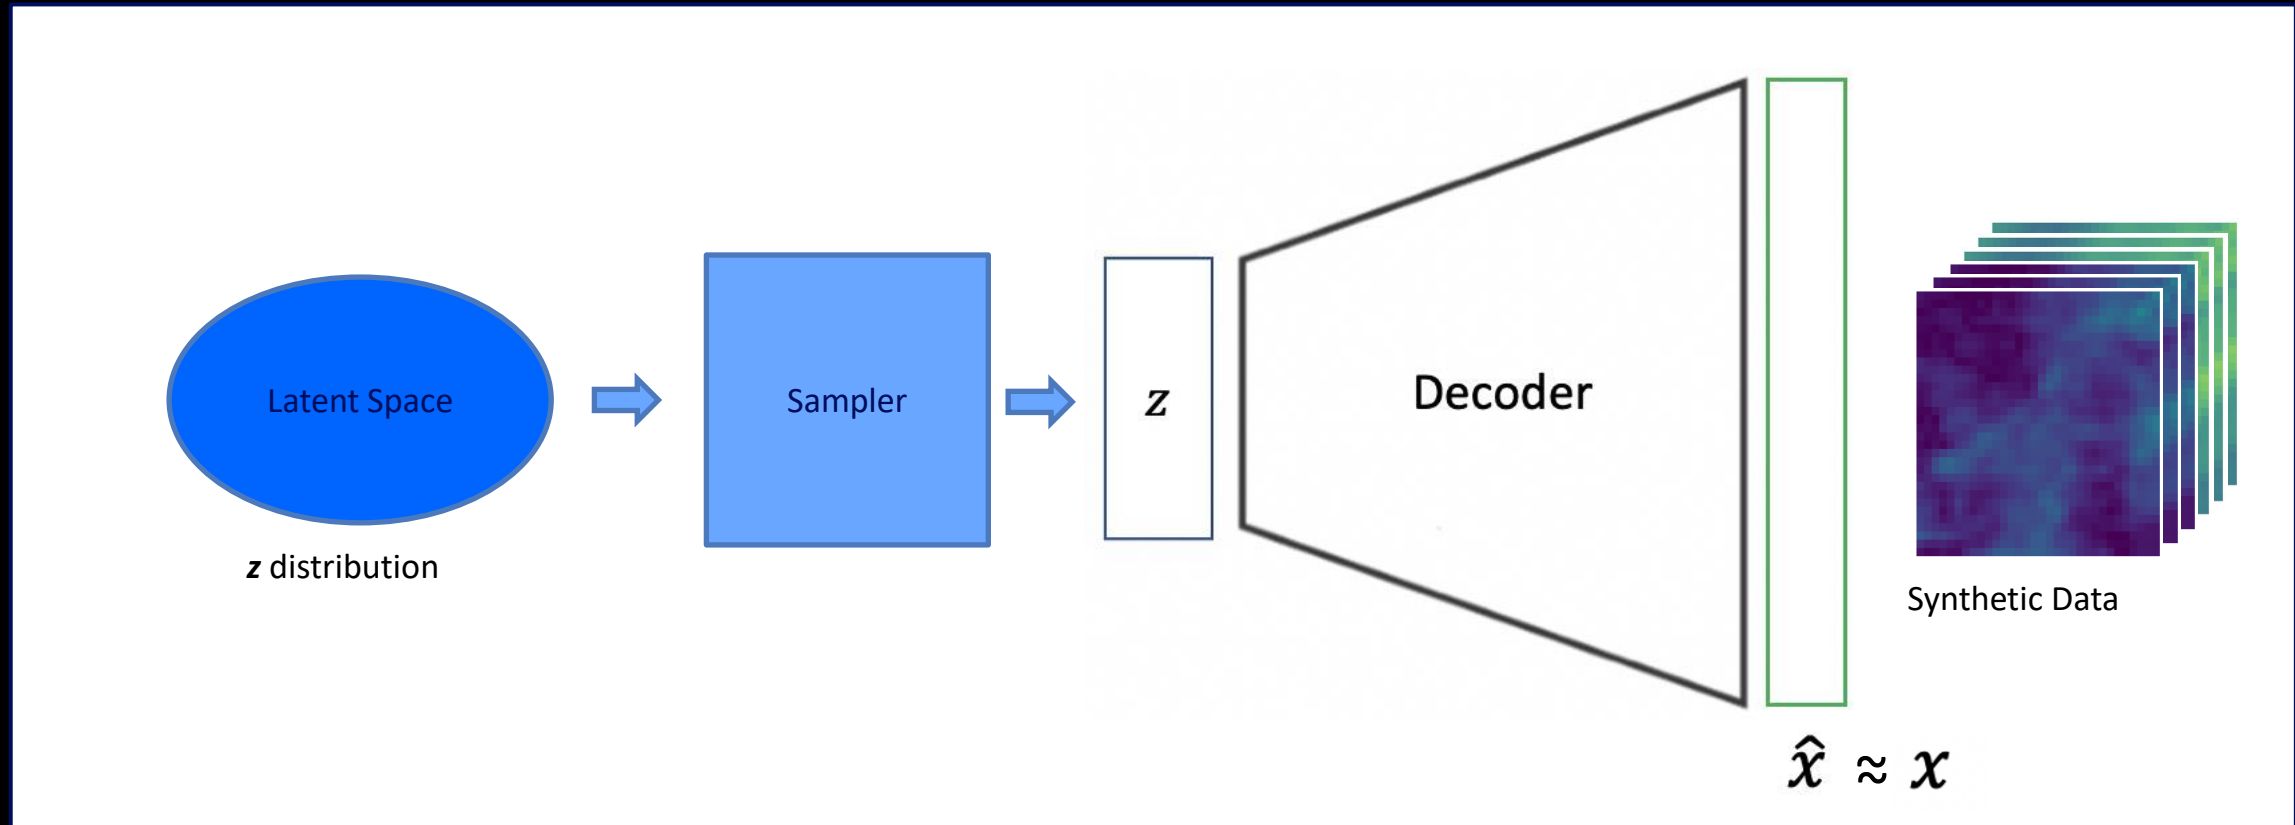 Latent Space
z distribution
Sampler
z
Decoder
Synthetic Data
x̂ ≈ x